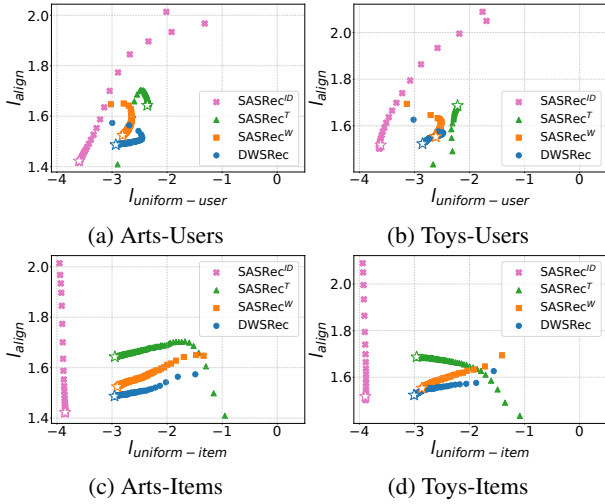 2.0
1.8
1.6
1.4
l_align
SASRec^ID
SASRec^T
SASRec^W
DWSRec
−4 −3 −2 −1 0
l_uniform−user
(a) Arts-Users
2.0
1.8
1.6
l_align
SASRec^ID
SASRec^T
SASRec^W
DWSRec
−4 −3 −2 −1 0
l_uniform−user
(b) Toys-Users
2.0
1.8
1.6
1.4
l_align
SASRec^ID
SASRec^T
SASRec^W
DWSRec
−4 −3 −2 −1 0
l_uniform−item
(c) Arts-Items
2.0
1.8
1.6
l_align
SASRec^ID
SASRec^T
SASRec^W
DWSRec
−4 −3 −2 −1 0
l_uniform−item
(d) Toys-Items